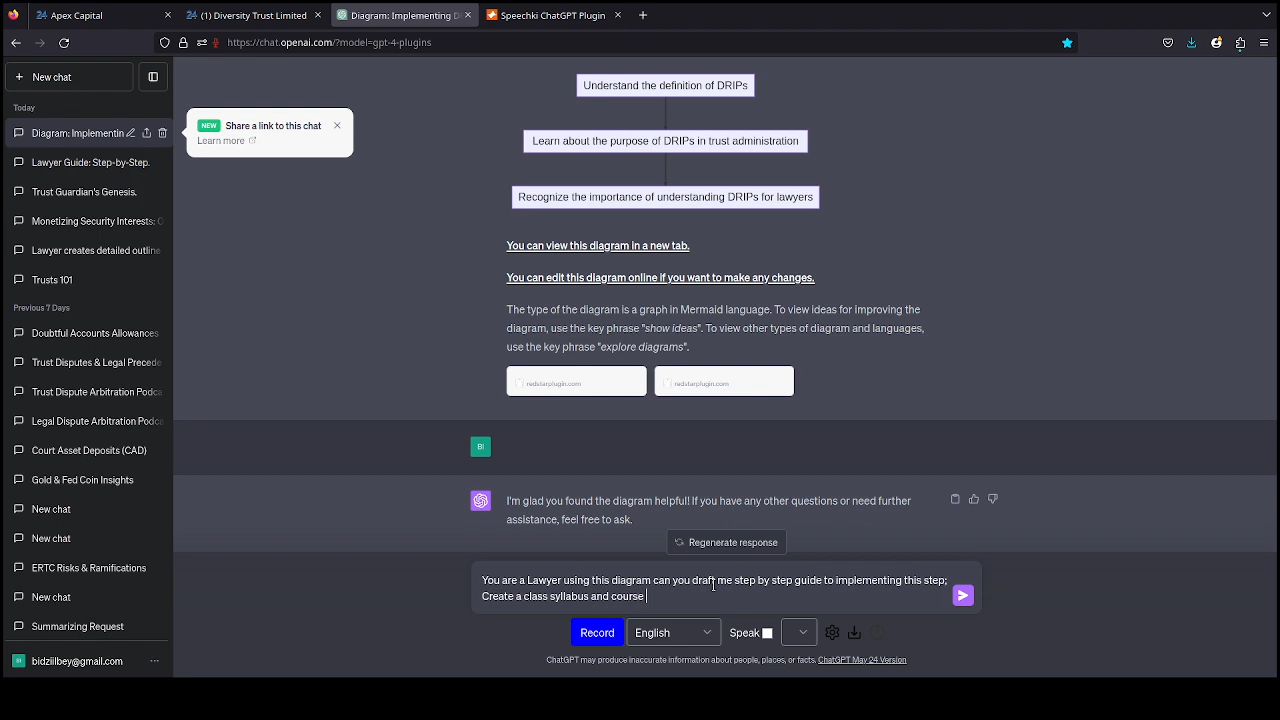 Apex Capital
(1) Diversity Trust Limited
Diagram: Implementing D
Speechki ChatGPT Plugin
https://chat.openai.com/?model=gpt-4-plugins
New chat
Today
Diagram: Implementin
Lawyer Guide: Step-by-Step.
Trust Guardian's Genesis.
Monetizing Security Interests: O
Lawyer creates detailed outline
Trusts 101
Previous 7 Days
Doubtful Accounts Allowances
Trust Disputes & Legal Precede
Trust Dispute Arbitration Podca
Legal Dispute Arbitration Podca
Court Asset Deposits (CAD)
Gold & Fed Coin Insights
New chat
New chat
ERTC Risks & Ramifications
New chat
Summarizing Request
BI bidzillbey@gmail.com
NEW Share a link to this chat
Learn more
Understand the definition of DRIPs
Learn about the purpose of DRIPs in trust administration
Recognize the importance of understanding DRIPs for lawyers
You can view this diagram in a new tab.
You can edit this diagram online if you want to make any changes.
The type of the diagram is a graph in Mermaid language. To view ideas for improving the
diagram, use the key phrase "show ideas". To view other types of diagram and languages,
use the key phrase "explore diagrams".
redstarplugin.com
redstarplugin.com
BI
I'm glad you found the diagram helpful! If you have any other questions or need further
assistance, feel free to ask.
Regenerate response
You are a Lawyer using this diagram can you draft me step by step guide to implementing this step;
Create a class syllabus and course
Record
English
Speak
ChatGPT may produce inaccurate information about people, places, or facts. ChatGPT May 24 Version